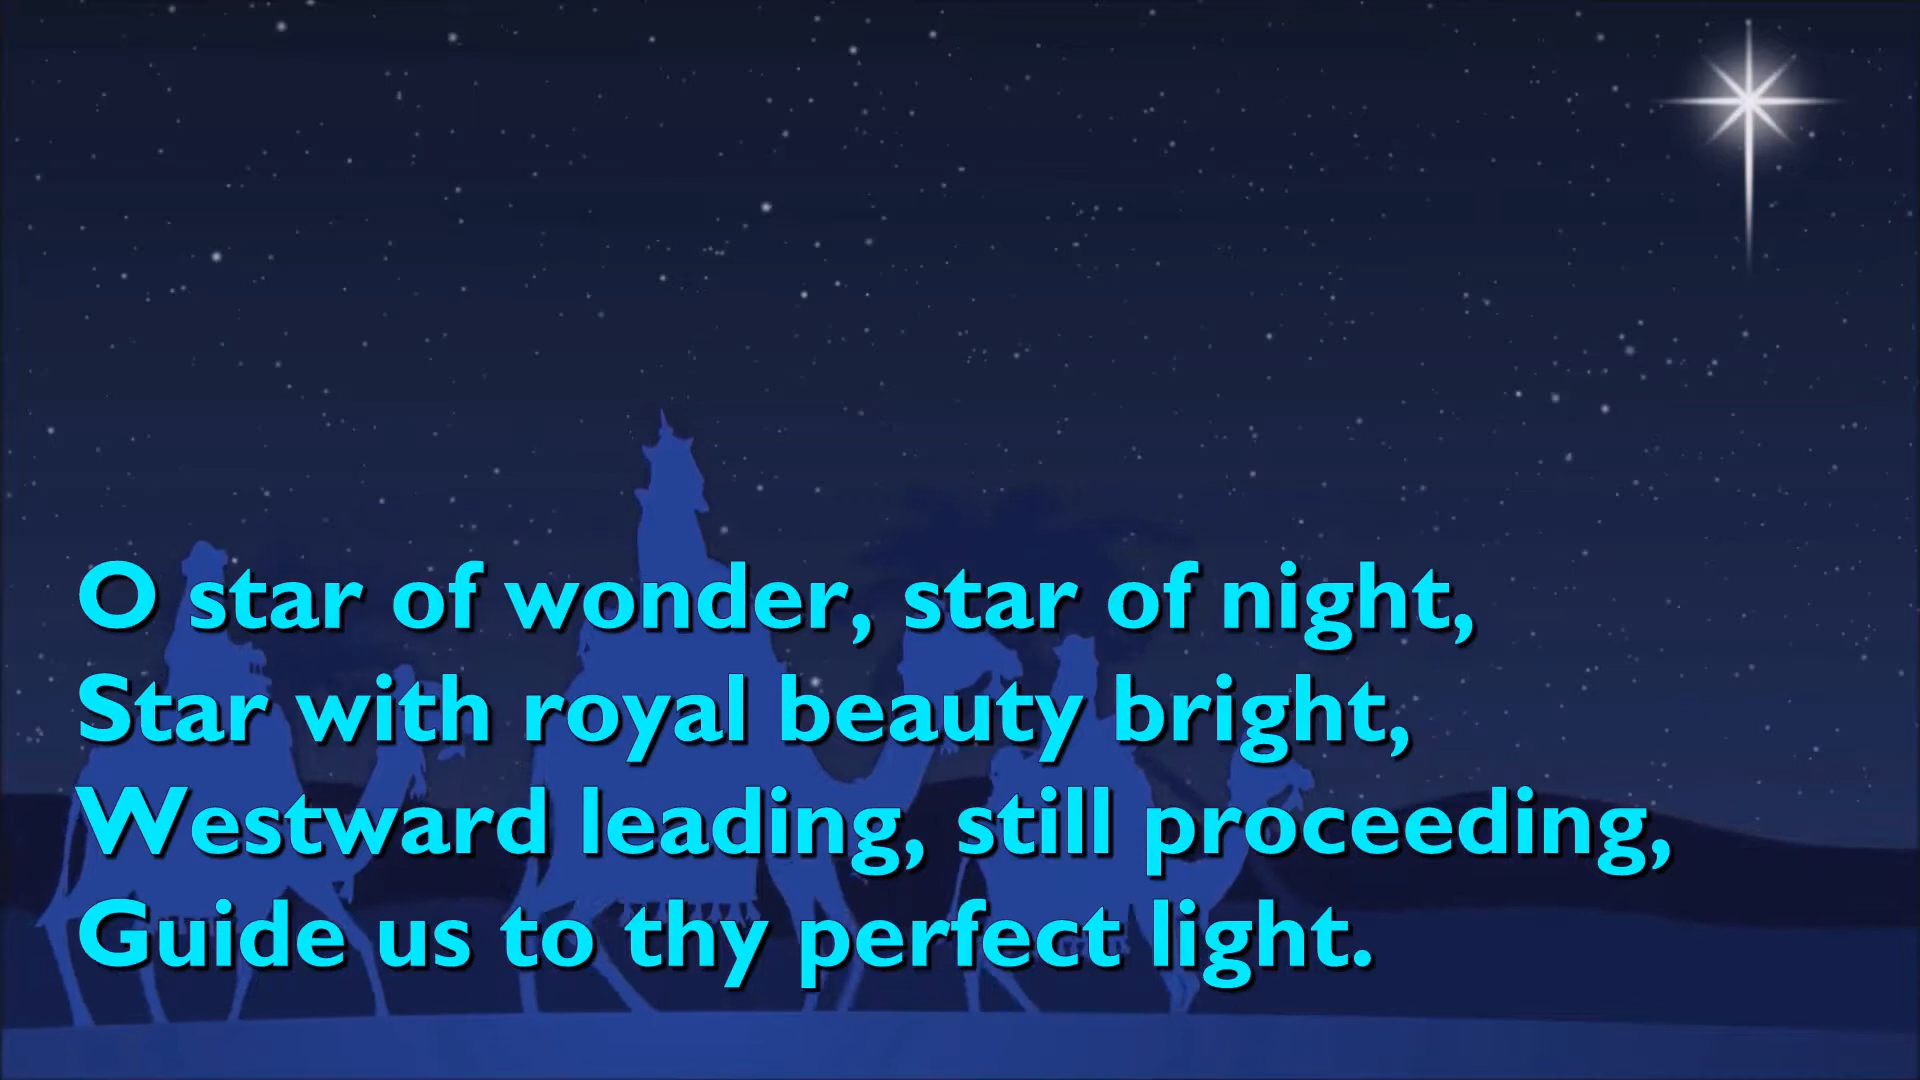 O star of wonder, star of night,
Star with royal beauty bright,
Westward leading, still proceeding,
Guide us to thy perfect light.